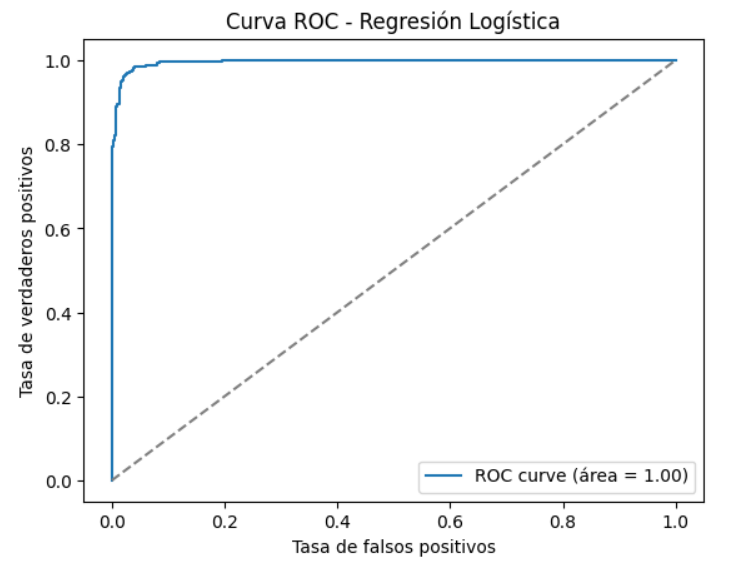 Curva ROC - Regresión Logística
Tasa de verdaderos positivos
1.0
0.8
0.6
0.4
0.2
0.0
ROC curve (área = 1.00)
0.0 0.2 0.4 0.6 0.8 1.0
Tasa de falsos positivos